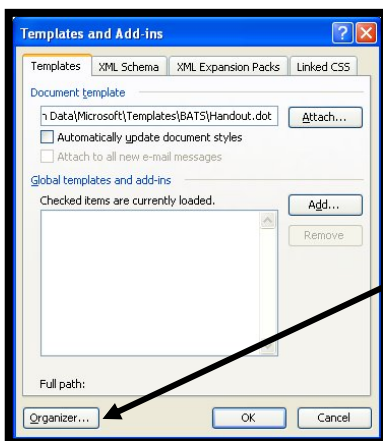 Templates and Add-ins
Templates XML Schema XML Expansion Packs Linked CSS
Document template
n Data\Microsoft\Templates\BATS\Handout.dot Attach...
Automatically update document styles
Attach to all new e-mail messages
Global templates and add-ins
Checked items are currently loaded.
Add...
Remove
Full path:
Organizer... OK Cancel